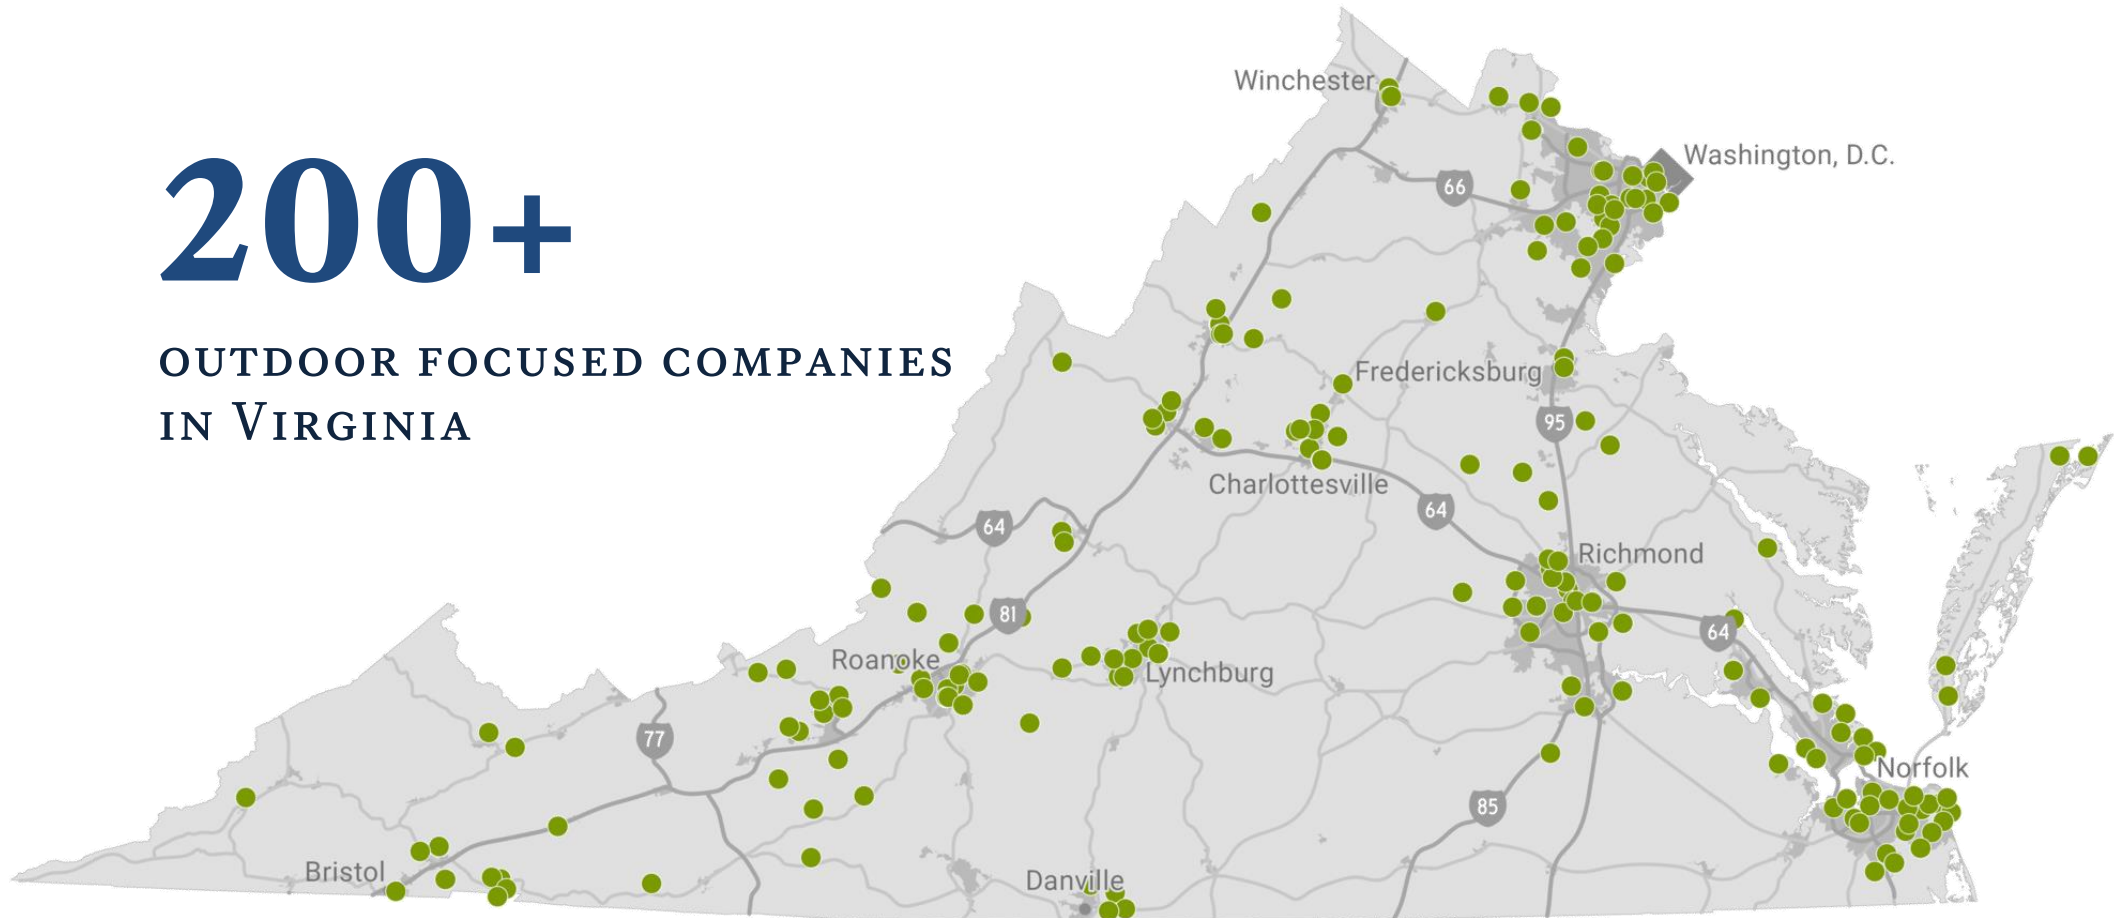 200+
OUTDOOR FOCUSED COMPANIES
IN VIRGINIA
Winchester
Washington, D.C.
66
Fredericksburg
95
Charlottesville
64
64
Richmond
81
64
Roanoke
Lynchburg
77
Norfolk
85
Bristol
Danville